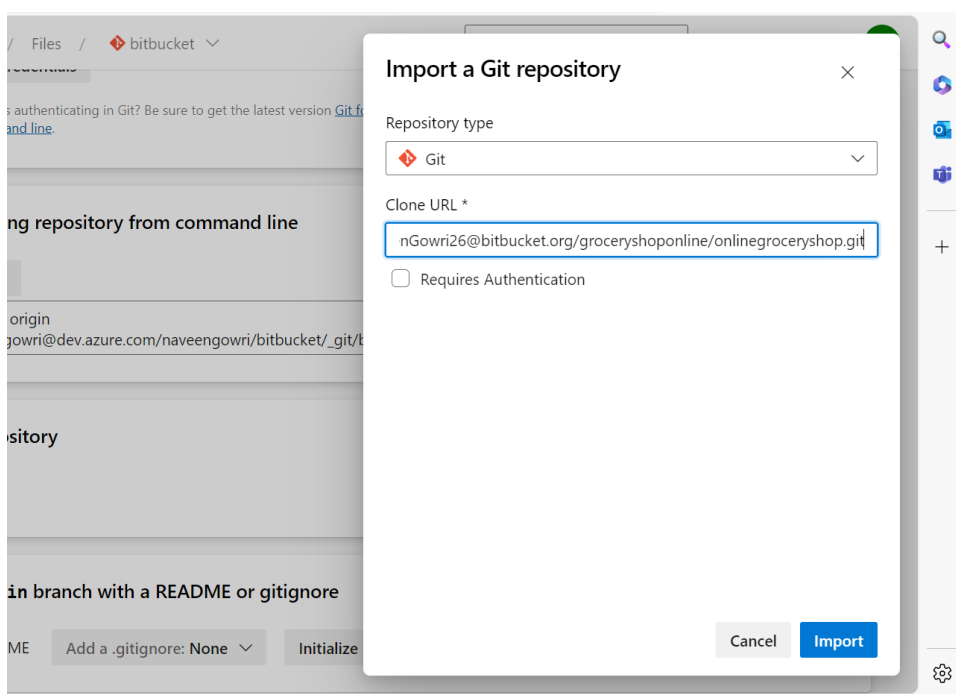 / Files / bitbucket
s authenticating in Git? Be sure to get the latest version Git fo
and line.
ng repository from command line
origin
gowri@dev.azure.com/naveengowri/bitbucket/_git/b
ository
in branch with a README or gitignore
ME Add a .gitignore: None Initialize
Import a Git repository
Repository type
Git
Clone URL *
nGowri26@bitbucket.org/groceryshoponline/onlinegroceryshop.git
Requires Authentication
Cancel Import